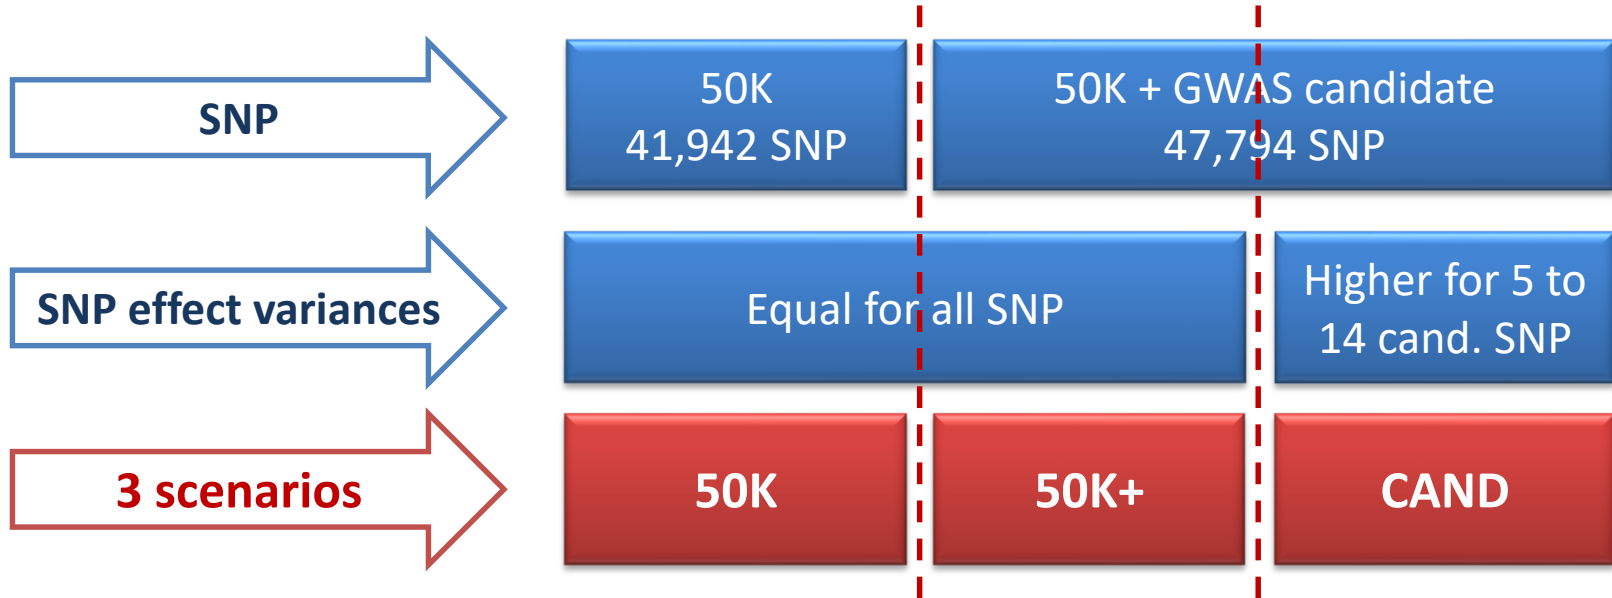 SNP
50K
41,942 SNP
50K + GWAS candidate
47,794 SNP
SNP effect variances
Equal for all SNP
Higher for 5 to
14 cand. SNP
3 scenarios
50K
50K+
CAND